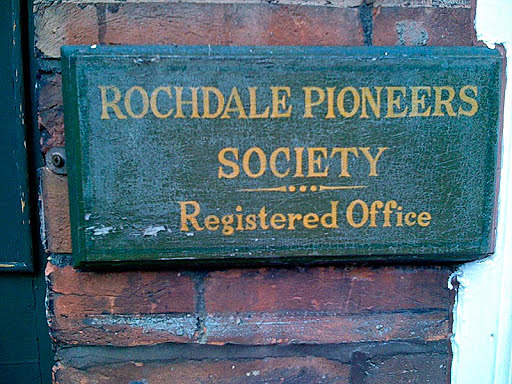 ROCHDALE PIONEERS
SOCIETY
Registered Office